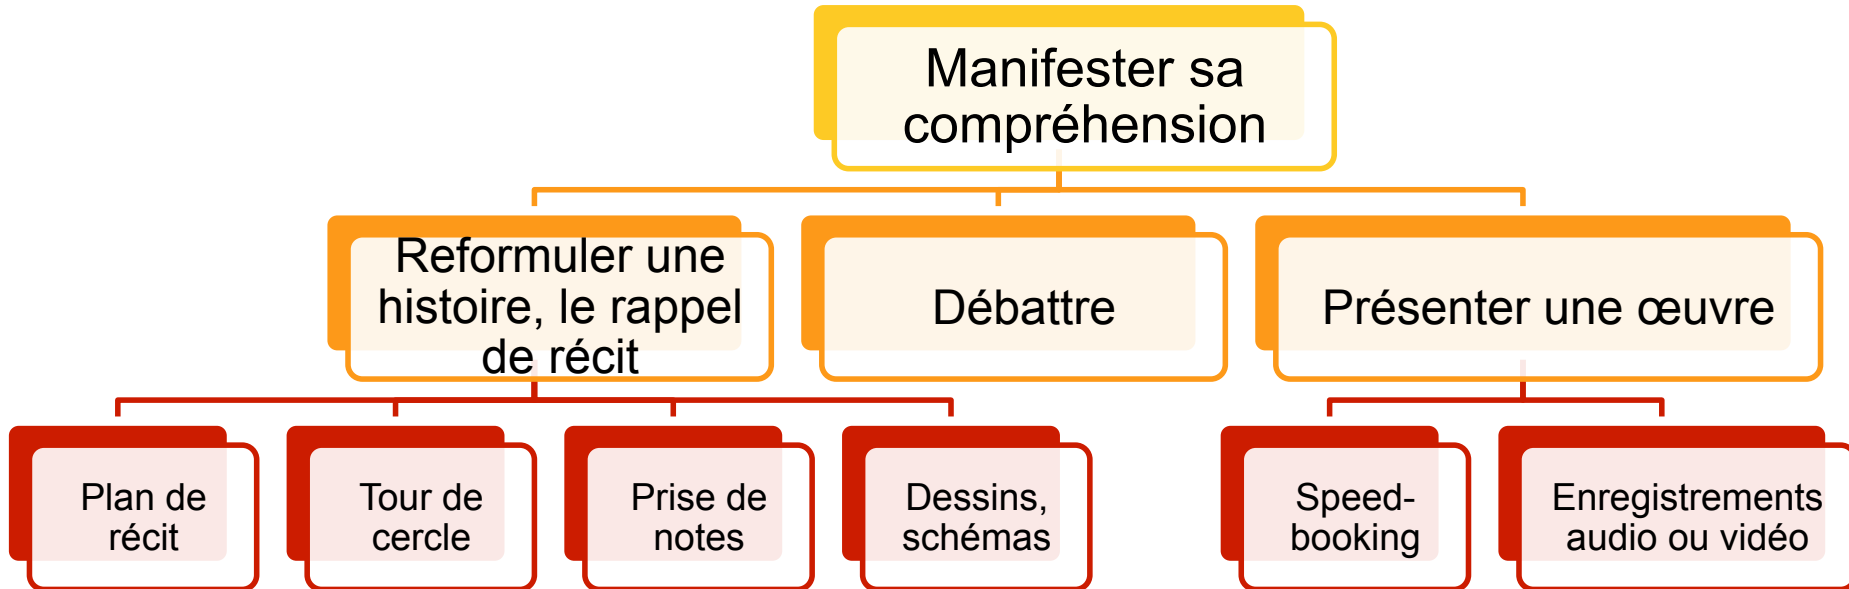 Manifester sa
compréhension
Reformuler une
histoire, le rappel
de récit
Débattre
Présenter une œuvre
Plan de
récit
Tour de
cercle
Prise de
notes
Dessins,
schémas
Speed-
booking
Enregistrements
audio ou vidéo